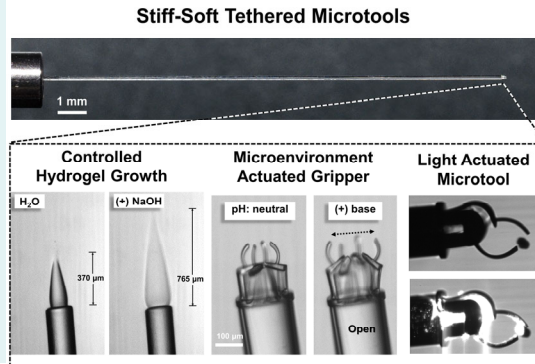 Stiff-Soft Tethered Microtools
1 mm
Controlled
Hydrogel Growth
Microenvironment
Actuated Gripper
Light Actuated
Microtool
H₂O
(+) NaOH
pH: neutral
(+) base
370 µm
765 µm
100 µm
Open